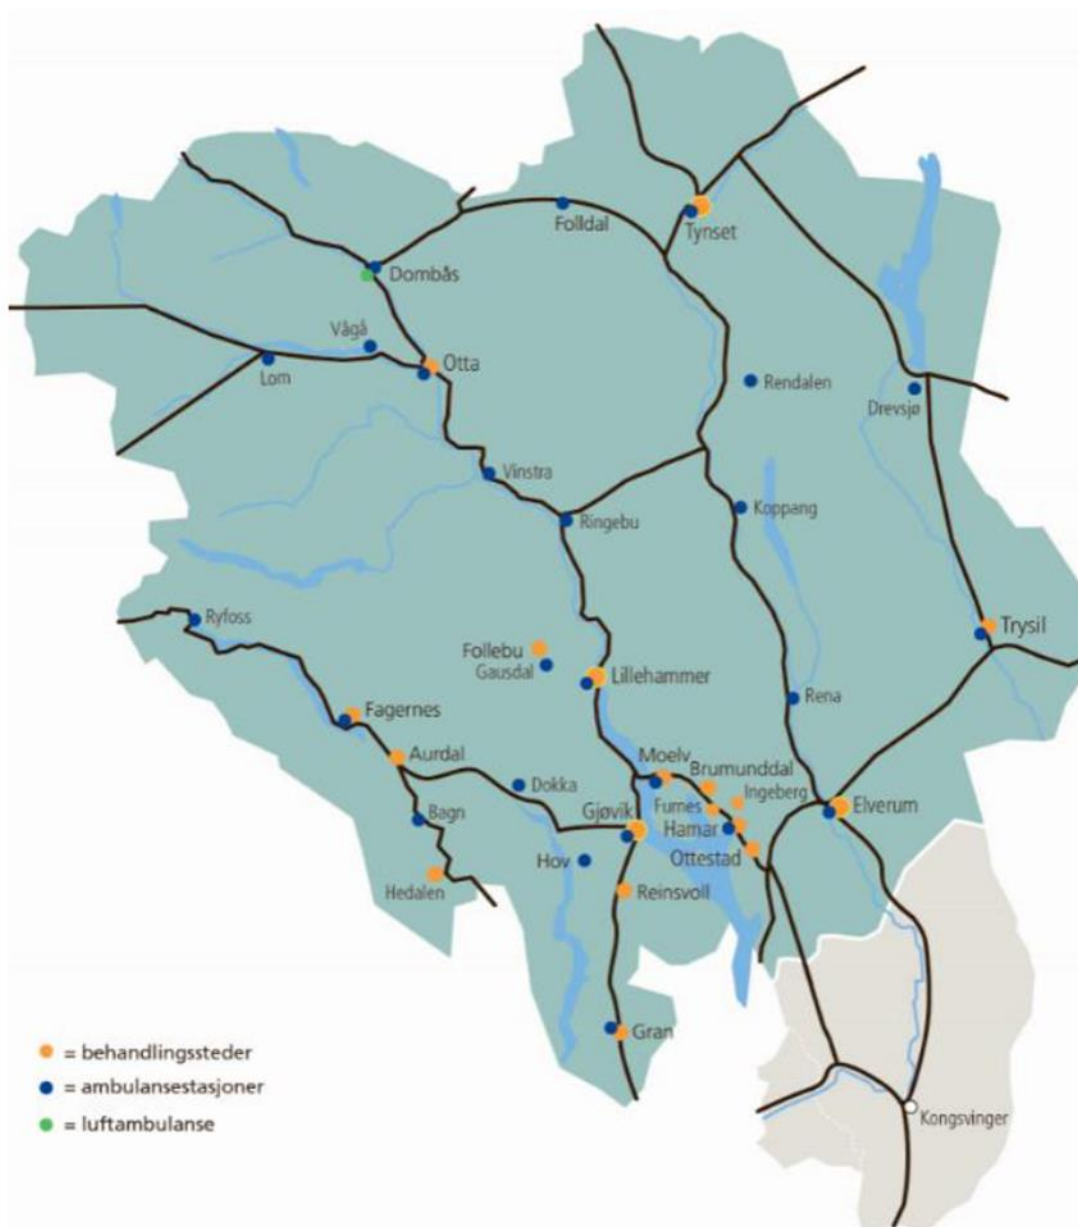 Tynset
Folldal
Dombås
Vågå
Otta
Lom
Rendalen
Drevsjø
Vinstra
Koppang
Ringebu
Ryfoss
Trysil
Follebu
Gausdal
Lillehammer
Rena
Fagernes
Aurdal
Moelv
Brumunddal
Dokka
Ingeberg
Furnes
Elverum
Gjøvik
Bagn
Hamar
Hov
Ottestad
Hedalen
Reinsvoll
Gran
= behandlingssteder
= ambulansestasjoner
= luftambulanse
Kongsvinger